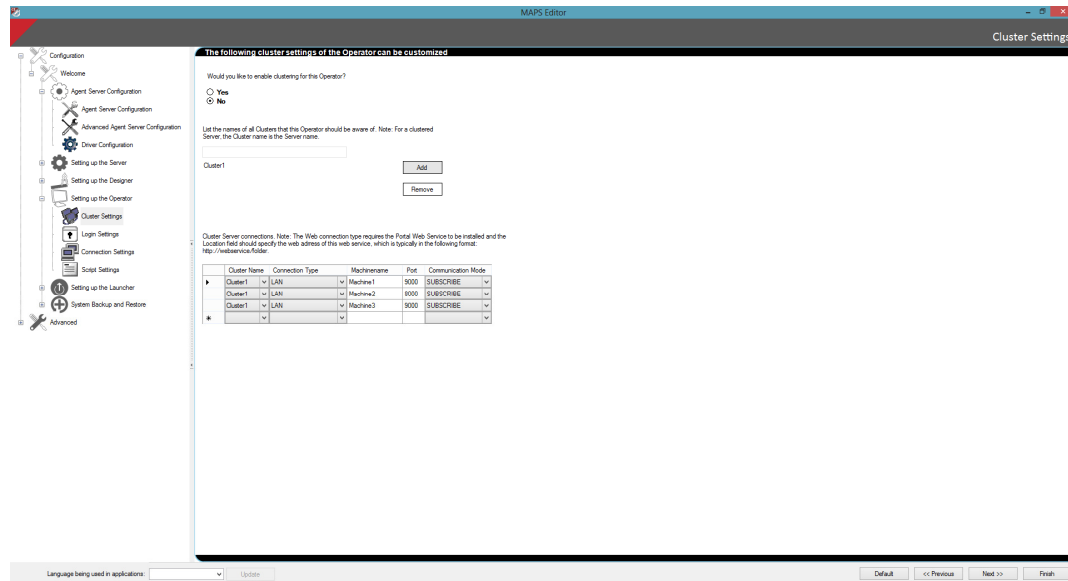 MAPS Editor
Cluster Settings
Configuration
Welcome
Agent Server Configuration
Agent Server Configuration
Advanced Agent Server Configuration
Driver Configuration
Setting up the Server
Setting up the Designer
Setting up the Operator
Cluster Settings
Login Settings
Connection Settings
Script Settings
Setting up the Launcher
System Backup and Restore
Advanced
The following cluster settings of the Operator can be customized
Would you like to enable clustering for this Operator?
Yes
No
List the names of all Clusters that this Operator should be aware of. Note: For a clustered
Server, the Cluster name is the Server name.
Cluster1
Add
Remove
Cluster Server connections. Note: The Web connection type requires the Portal Web Service to be installed and the
Location field should specify the web adress of this web service, which is typically in the following format:
http://webservice/folder.
Cluster Name Connection Type Machinename Port Communication Mode
Cluster1 LAN Machine1 9000 SUBSCRIBE
Cluster1 LAN Machine2 9000 SUBSCRIBE
Cluster1 LAN Machine3 9000 SUBSCRIBE
Language being used in applications:
Update
Default
<< Previous
Next >>
Finish